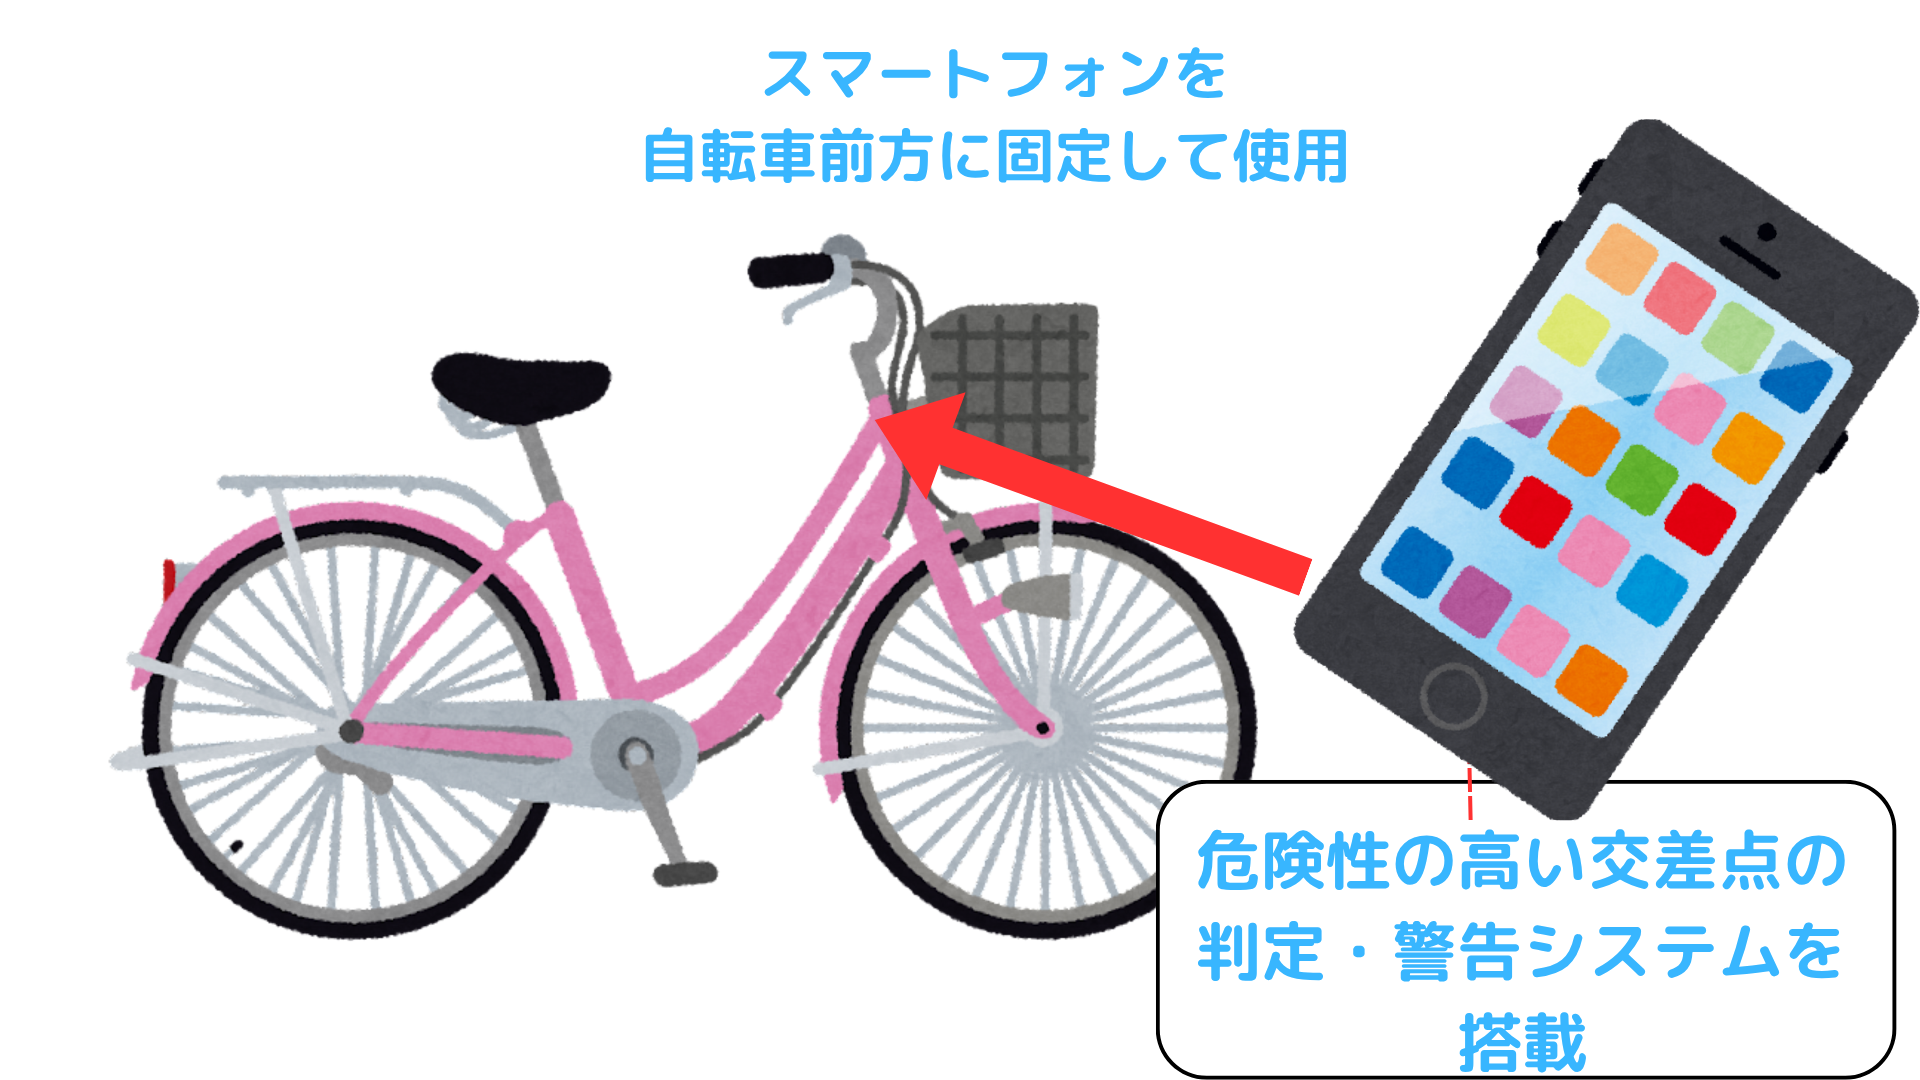 スマートフォンを
自転車前方に固定して使用
危険性の高い交差点の
判定・警告システムを
搭載